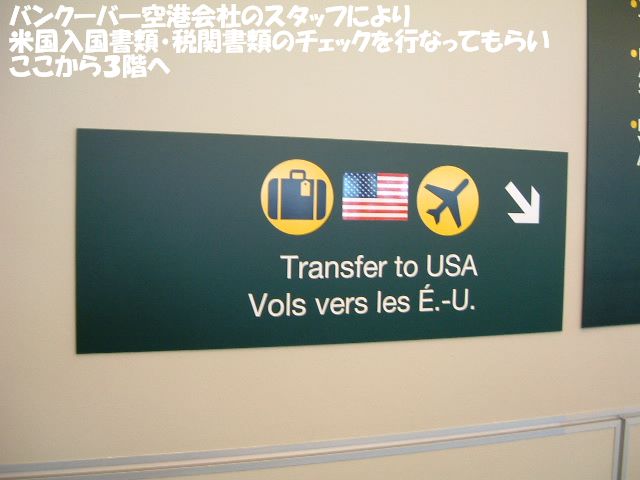 バンクーバー空港会社のスタッフにより
米国入国書類・税関書類のチェックを行なってもらい
ここから3階へ
Transfer to USA
Vols vers les É.-U.